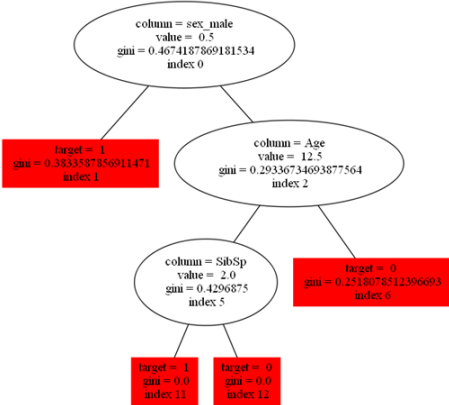 column = sex_male
value =  0.5
gini = 0.4674187869181534
index 0
target =  1
gini = 0.3833587856911471
index 1
column = Age
value =  12.5
gini = 0.29336734693877564
index 2
column = SibSp
value =  2.0
gini = 0.4296875
index 5
target =  0
gini = 0.2518078512396693
index 6
target =  1
gini = 0.0
index 11
target =  0
gini = 0.0
index 12